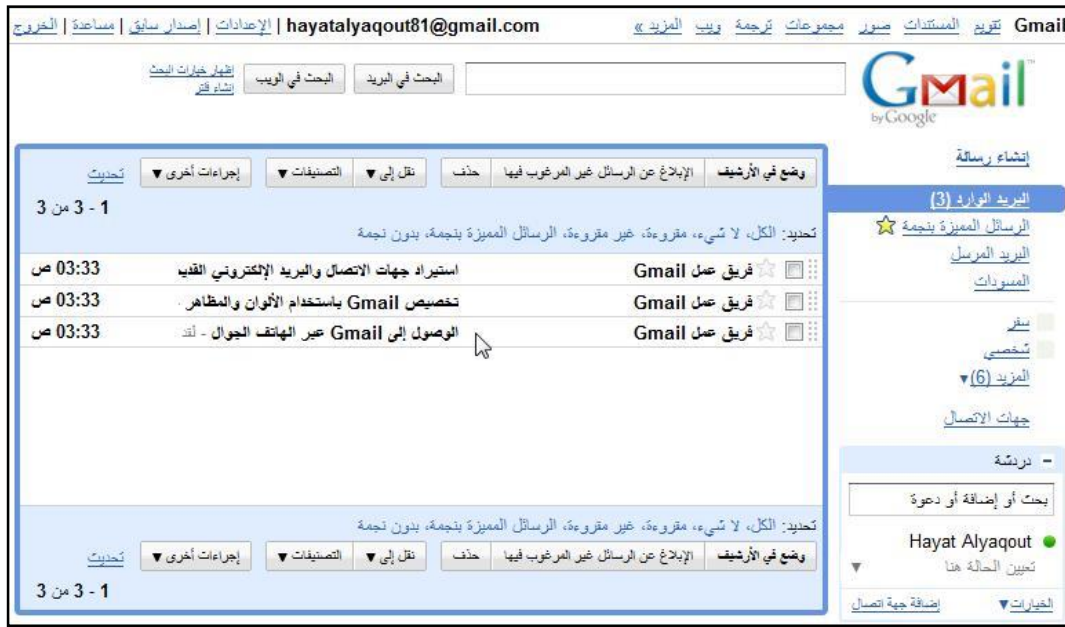 Gmail تقويم المستندات صور مجموعات ترجمة ويب المزيد »
hayatalyaqout81@gmail.com | الإعدادات | إصدار سابق | مساعدة | الخروج
Gmail™
by Google
البحث في البريد
البحث في الويب
إظهار خيارات البحث
إنشاء فلتر
إنشاء رسالة
البريد الوارد (3)
الرسائل المميزة بنجمة
البريد المرسل
المسودات
سفر
شخصي
المزيد (6)▼
جهات الاتصال
– دردشة
بحث أو إضافة أو دعوة
Hayat Alyaqout
تعيين الحالة هنا ▼
الخيارات▼ إضافة جهة اتصال
وضع في الأرشيف الإبلاغ عن الرسائل غير المرغوب فيها حذف نقل إلى ▼ التصنيفات ▼ إجراءات أخرى ▼ تحديث
1 - 3 من 3
تحديد: الكل، لا شيء، مقروءة، غير مقروءة، الرسائل المميزة بنجمة، بدون نجمة
فريق عمل Gmail استيراد جهات الاتصال والبريد الإلكتروني القديم 03:33 ص
فريق عمل Gmail تخصيص Gmail باستخدام الألوان والمظاهر - 03:33 ص
فريق عمل Gmail الوصول إلى Gmail عبر الهاتف الجوال - لقد 03:33 ص
تحديد: الكل، لا شيء، مقروءة، غير مقروءة، الرسائل المميزة بنجمة، بدون نجمة
وضع في الأرشيف الإبلاغ عن الرسائل غير المرغوب فيها حذف نقل إلى ▼ التصنيفات ▼ إجراءات أخرى ▼ تحديث
1 - 3 من 3